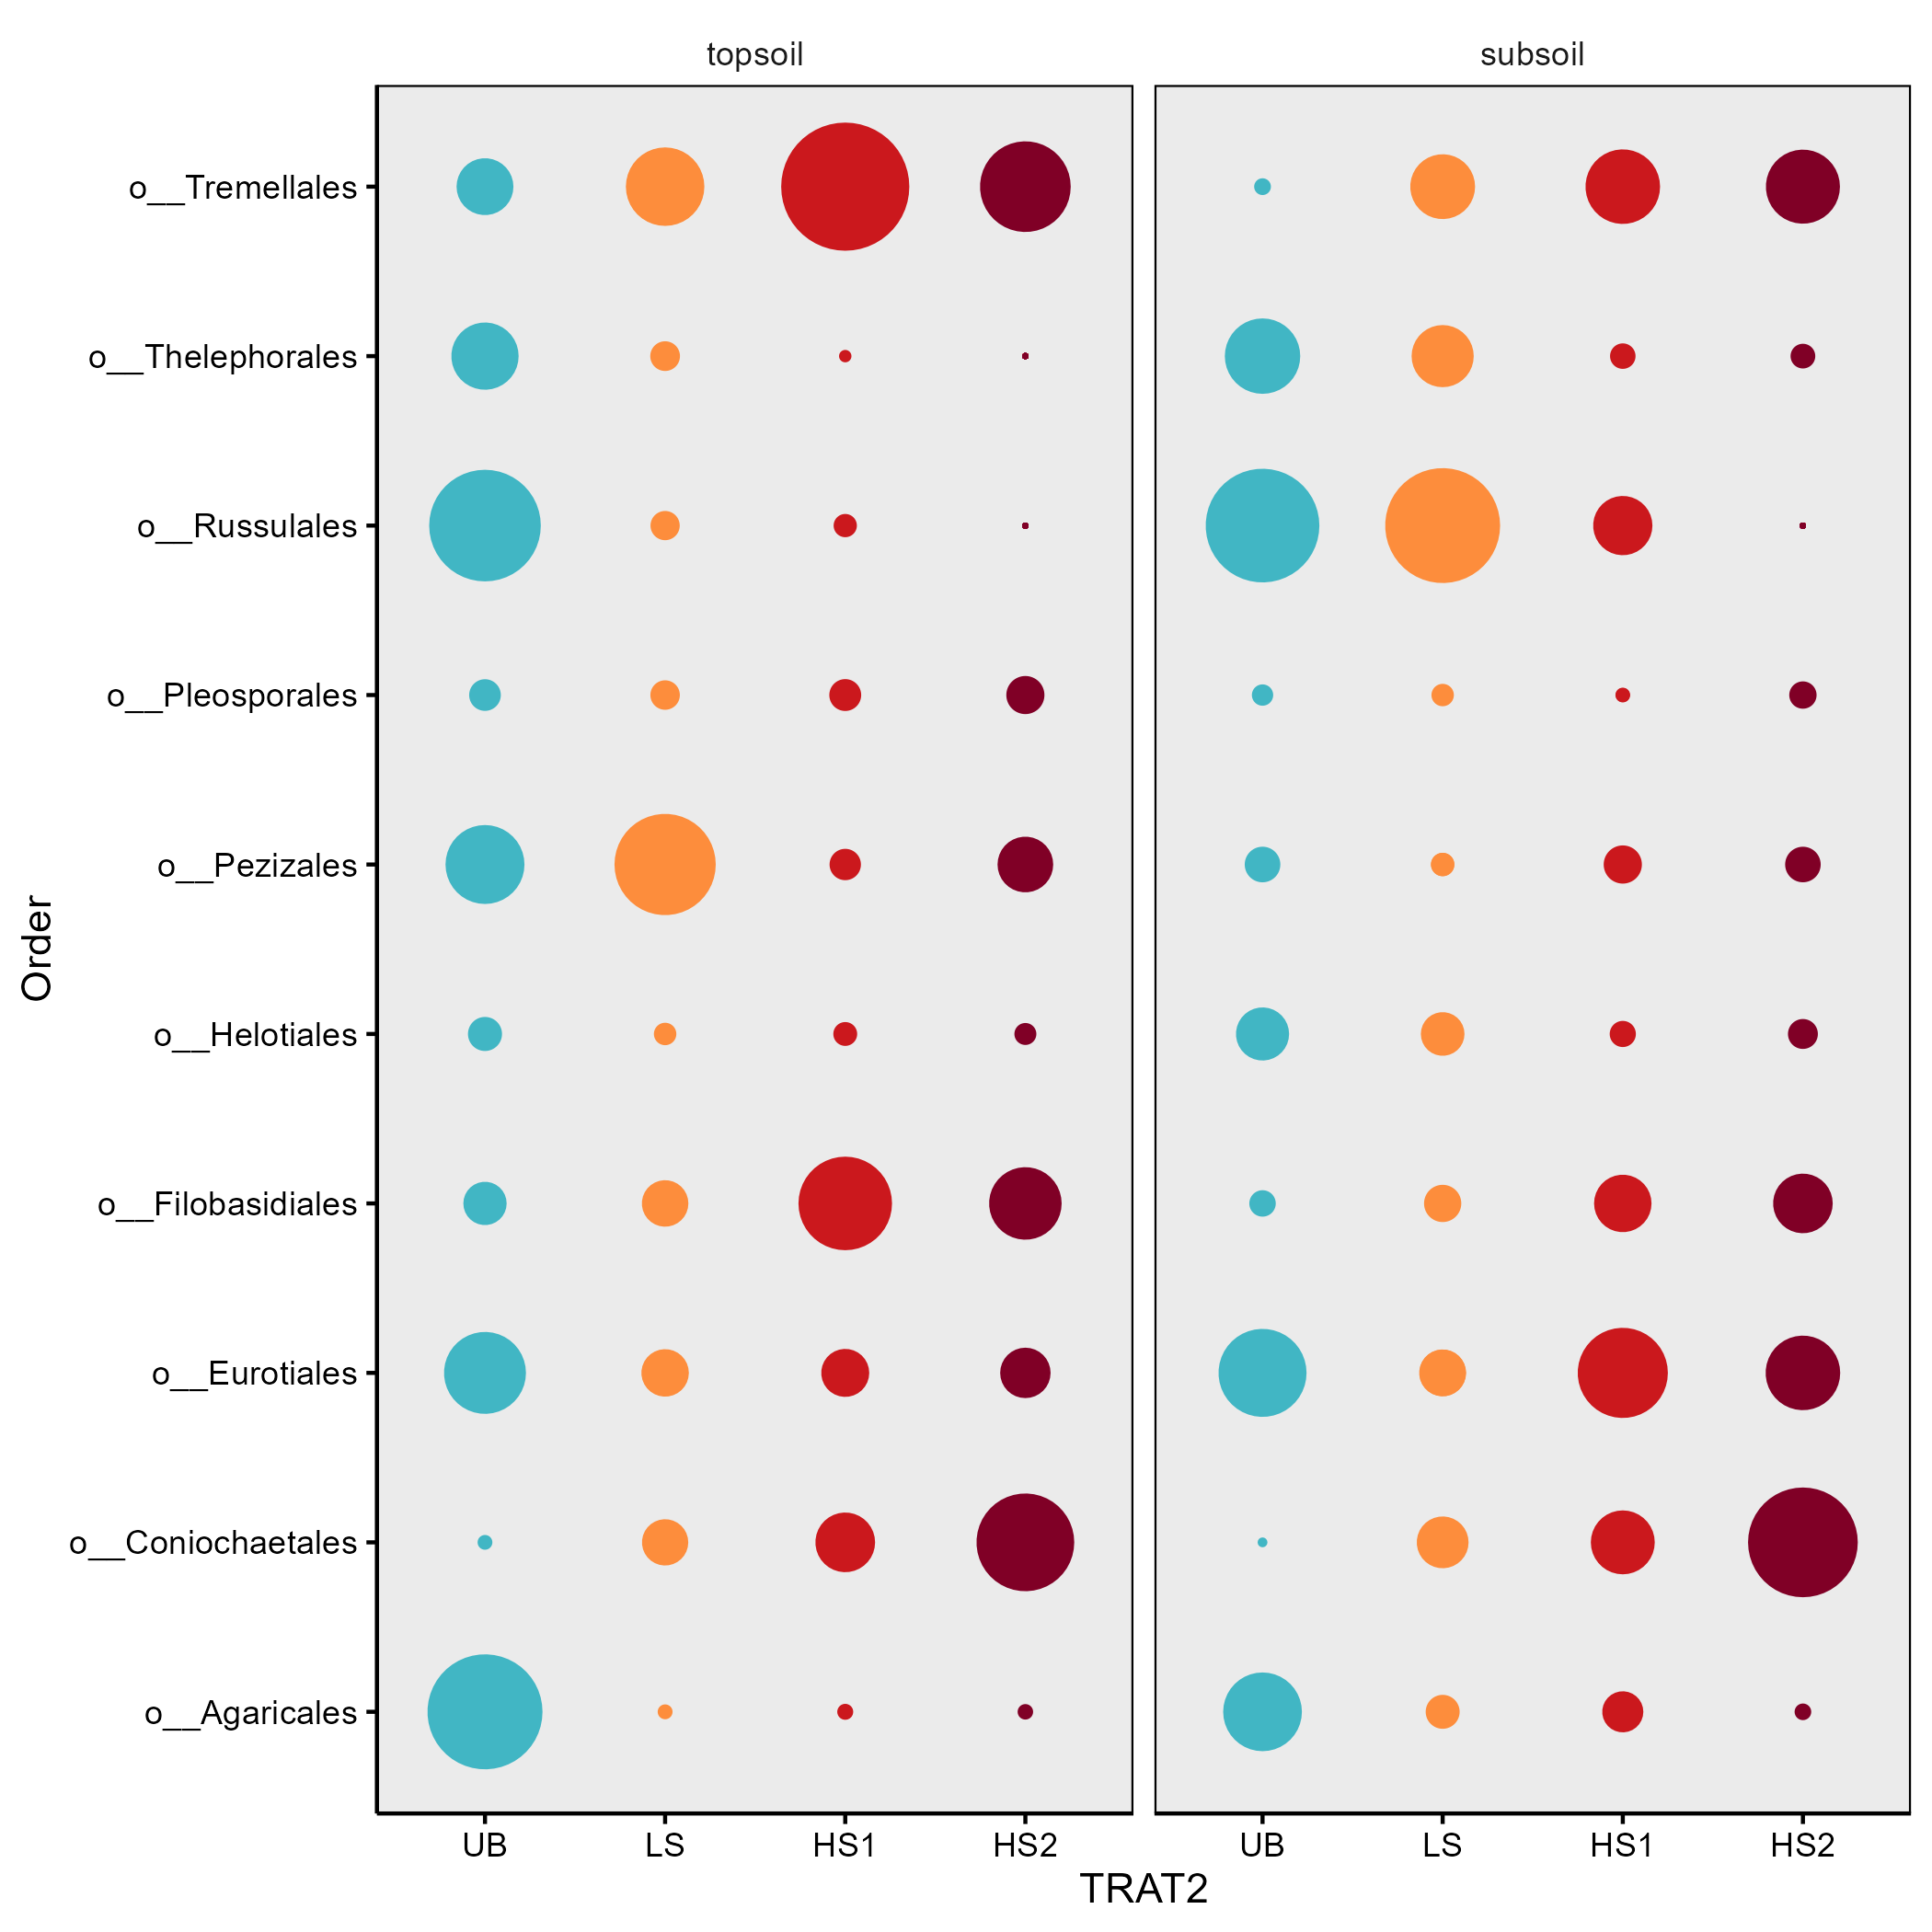 topsoil
subsoil
o__Tremellales
o__Thelephorales
o__Russulales
o__Pleosporales
o__Pezizales
o__Helotiales
o__Filobasidiales
o__Eurotiales
o__Coniochaetales
o__Agaricales
Order
UB
LS
HS1
HS2
UB
LS
HS1
HS2
TRAT2